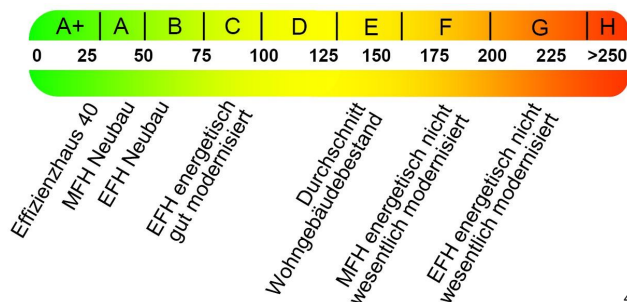 A+ A B C D E F G H
0 25 50 75 100 125 150 175 200 225 >250
Effizienzhaus 40
MFH Neubau
EFH Neubau
EFH energetisch
gut modernisiert
Durchschnitt
Wohngebäudebestand
MFH energetisch nicht
wesentlich modernisiert
EFH energetisch nicht
wesentlich modernisiert